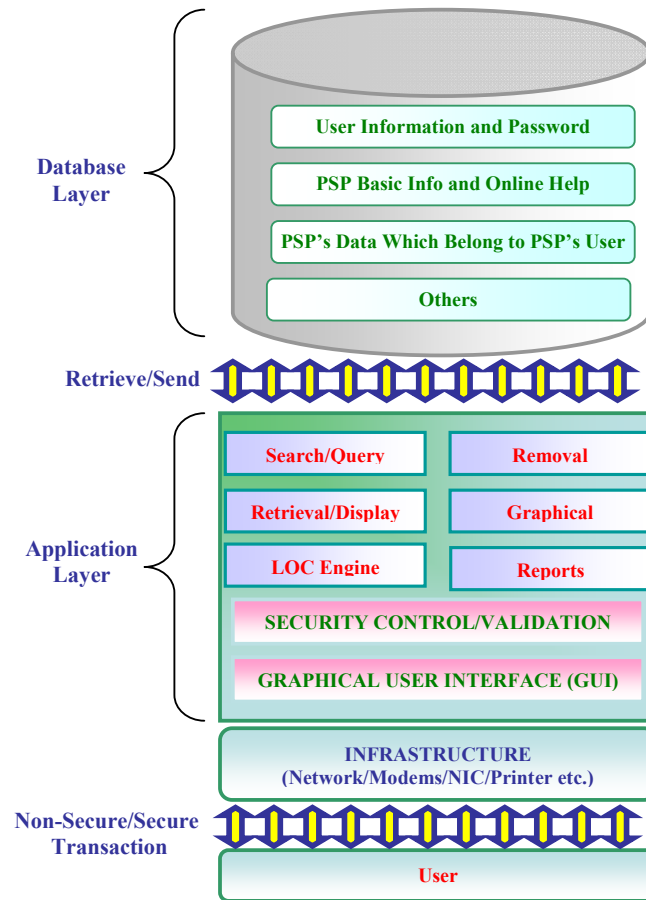 User Information and Password
PSP Basic Info and Online Help
Database
Layer
PSP's Data Which Belong to PSP's User
Others
Retrieve/Send
Search/Query
Removal
Retrieval/Display
Graphical
Application
Layer
LOC Engine
Reports
SECURITY CONTROL/VALIDATION
GRAPHICAL USER INTERFACE (GUI)
INFRASTRUCTURE
(Network/Modems/NIC/Printer etc.)
Non-Secure/Secure
Transaction
User